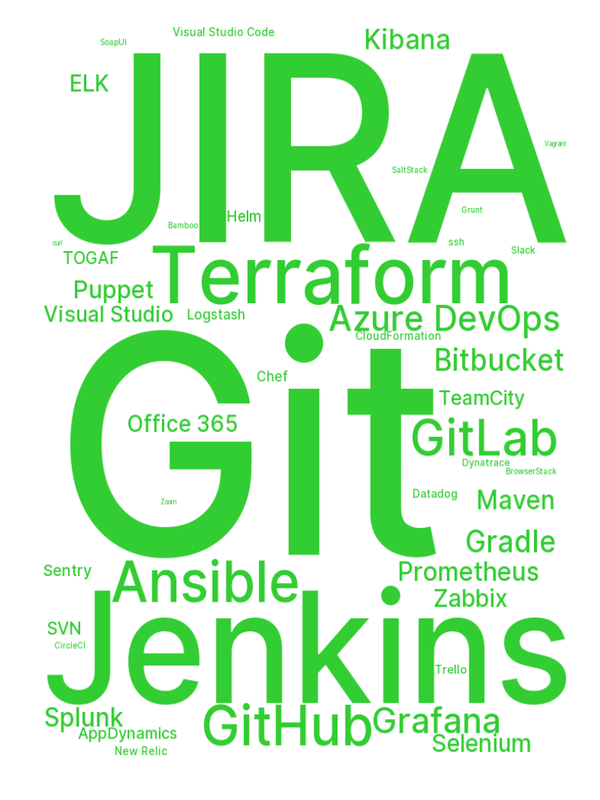 Visual Studio Code
Kibana
SoapUI
ELK
JIRA
Vagrant
SaltStack
Grunt
Helm
Bamboo
curl
ssh
Slack
TOGAF
Terraform
Puppet
Visual Studio
Logstash
Azure DevOps
CloudFormation
Git
Bitbucket
Chef
TeamCity
Office 365
GitLab
Dynatrace
BrowserStack
Datadog
Maven
Zoom
Gradle
Sentry
Ansible
Prometheus
Zabbix
Jenkins
SVN
CircleCI
Trello
Splunk
GitHub
Grafana
AppDynamics
Selenium
New Relic